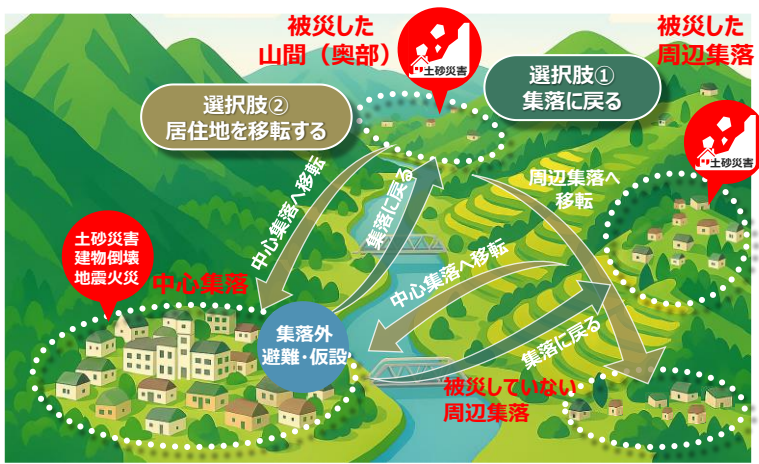 被災した
山間（奥部）
土砂災害
被災した
周辺集落
土砂災害
選択肢①
集落に戻る
選択肢②
居住地を移転する
中心集落へ移転
集落に戻る
周辺集落へ
移転
土砂災害
建物倒壊
地震火災
中心集落
中心集落へ移転
集落外
避難・仮設
集落に戻る
被災していない
周辺集落